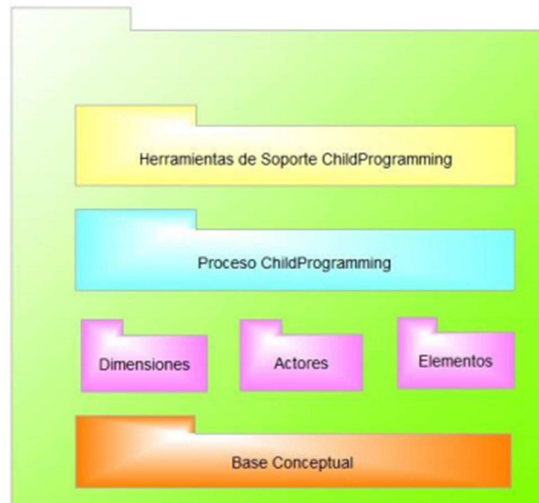 Herramientas de Soporte ChildProgramming
Proceso ChildProgramming
Dimensiones
Actores
Elementos
Base Conceptual